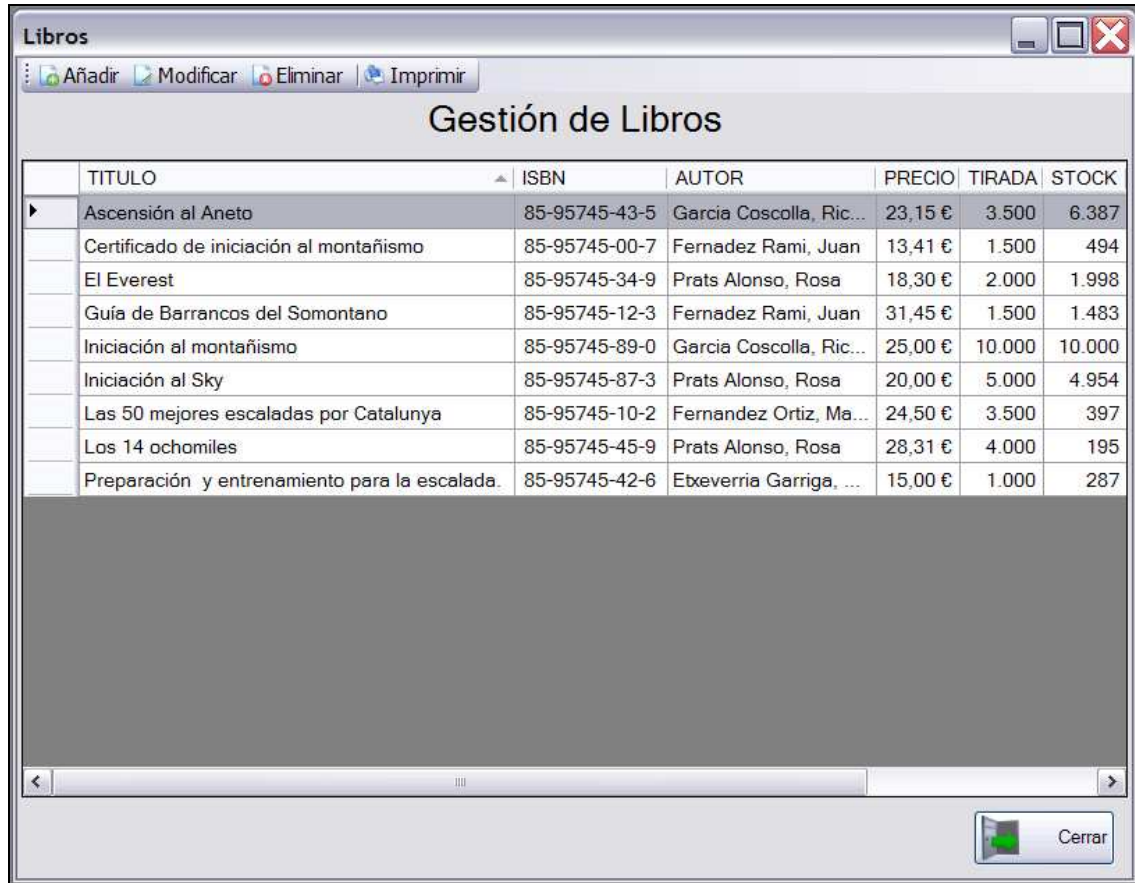 Libros
Añadir Modificar Eliminar Imprimir
Gestión de Libros
TITULO ISBN AUTOR PRECIO TIRADA STOCK
Ascensión al Aneto 85-95745-43-5 Garcia Coscolla, Ric... 23,15 € 3.500 6.387
Certificado de iniciación al montañismo 85-95745-00-7 Fernadez Rami, Juan 13,41 € 1.500 494
El Everest 85-95745-34-9 Prats Alonso, Rosa 18,30 € 2.000 1.998
Guía de Barrancos del Somontano 85-95745-12-3 Fernadez Rami, Juan 31,45 € 1.500 1.483
Iniciación al montañismo 85-95745-89-0 Garcia Coscolla, Ric... 25,00 € 10.000 10.000
Iniciación al Sky 85-95745-87-3 Prats Alonso, Rosa 20,00 € 5.000 4.954
Las 50 mejores escaladas por Catalunya 85-95745-10-2 Fernandez Ortiz, Ma... 24,50 € 3.500 397
Los 14 ochomiles 85-95745-45-9 Prats Alonso, Rosa 28,31 € 4.000 195
Preparación y entrenamiento para la escalada. 85-95745-42-6 Etxeverria Garriga, ... 15,00 € 1.000 287
Cerrar